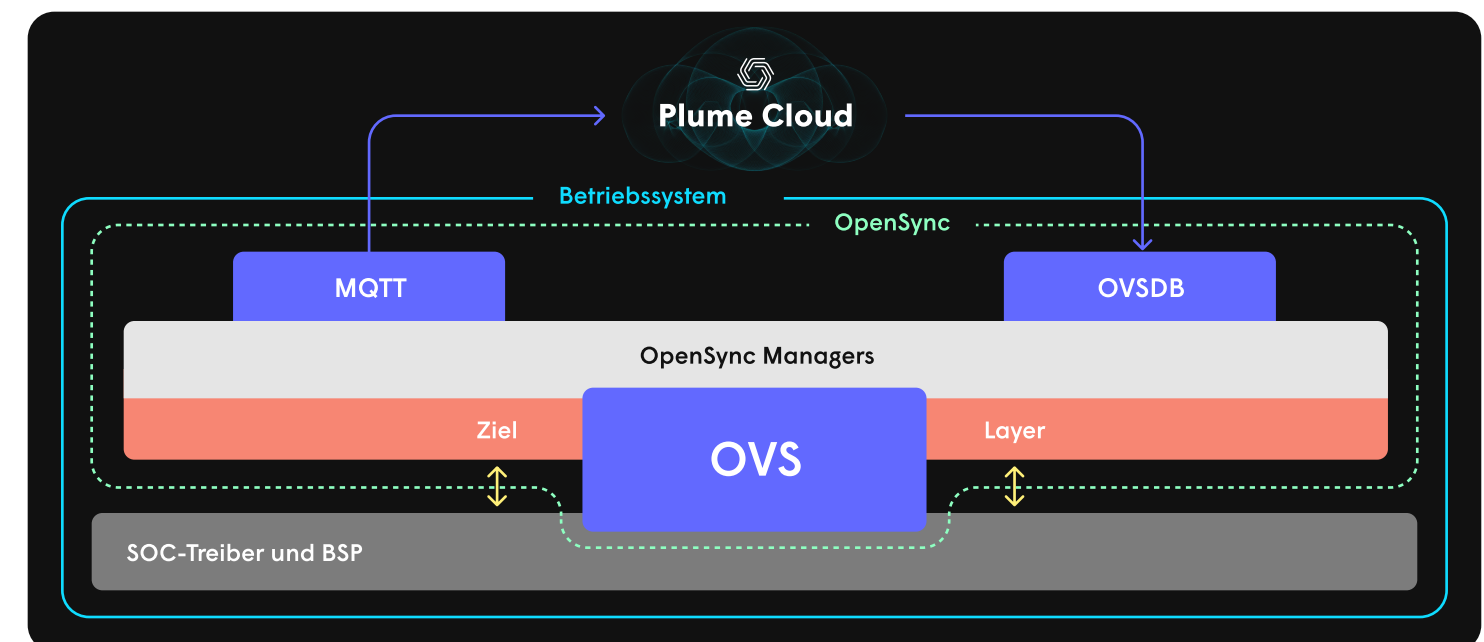 Plume Cloud
Betriebssystem
OpenSync
MQTT
OVSDB
OpenSync Managers
Ziel
Layer
OVS
SOC-Treiber und BSP